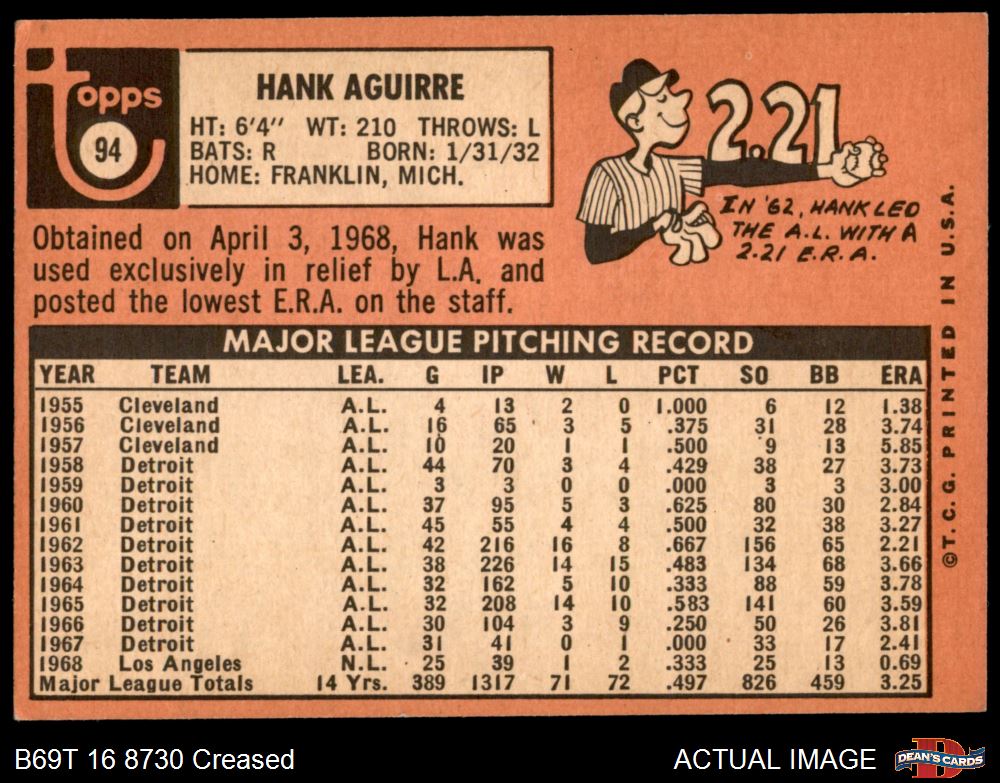 topps
94
HANK AGUIRRE
HT: 6'4" WT: 210 THROWS: L
BATS: R BORN: 1/31/32
HOME: FRANKLIN, MICH.
2.21
IN '62, HANK LED
THE A.L. WITH A
2.21 E.R.A.
Obtained on April 3, 1968, Hank was
used exclusively in relief by L.A. and
posted the lowest E.R.A. on the staff.
MAJOR LEAGUE PITCHING RECORD
YEAR TEAM LEA. G IP W L PCT SO BB ERA
1955 Cleveland A.L. 4 13 2 0 1.000 6 12 1.38
1956 Cleveland A.L. 16 65 3 5 .375 31 28 3.74
1957 Cleveland A.L. 10 20 1 1 .500 9 13 5.85
1958 Detroit A.L. 44 70 3 4 .429 38 27 3.73
1959 Detroit A.L. 3 3 0 0 .000 3 3 3.00
1960 Detroit A.L. 37 95 5 3 .625 80 30 2.84
1961 Detroit A.L. 45 55 4 4 .500 32 38 3.27
1962 Detroit A.L. 42 216 16 8 .667 156 65 2.21
1963 Detroit A.L. 38 226 14 15 .483 134 68 3.66
1964 Detroit A.L. 32 162 5 10 .333 88 59 3.78
1965 Detroit A.L. 32 208 14 10 .583 141 60 3.59
1966 Detroit A.L. 30 104 3 9 .250 50 26 3.81
1967 Detroit A.L. 31 41 0 1 .000 33 17 2.41
1968 Los Angeles N.L. 25 39 1 2 .333 25 13 0.69
Major League Totals 14 Yrs. 389 1317 71 72 .497 826 459 3.25
©T. C. G. PRINTED IN U.S.A.
B69T 16 8730 Creased
ACTUAL IMAGE
D
DEAN'S CARDS